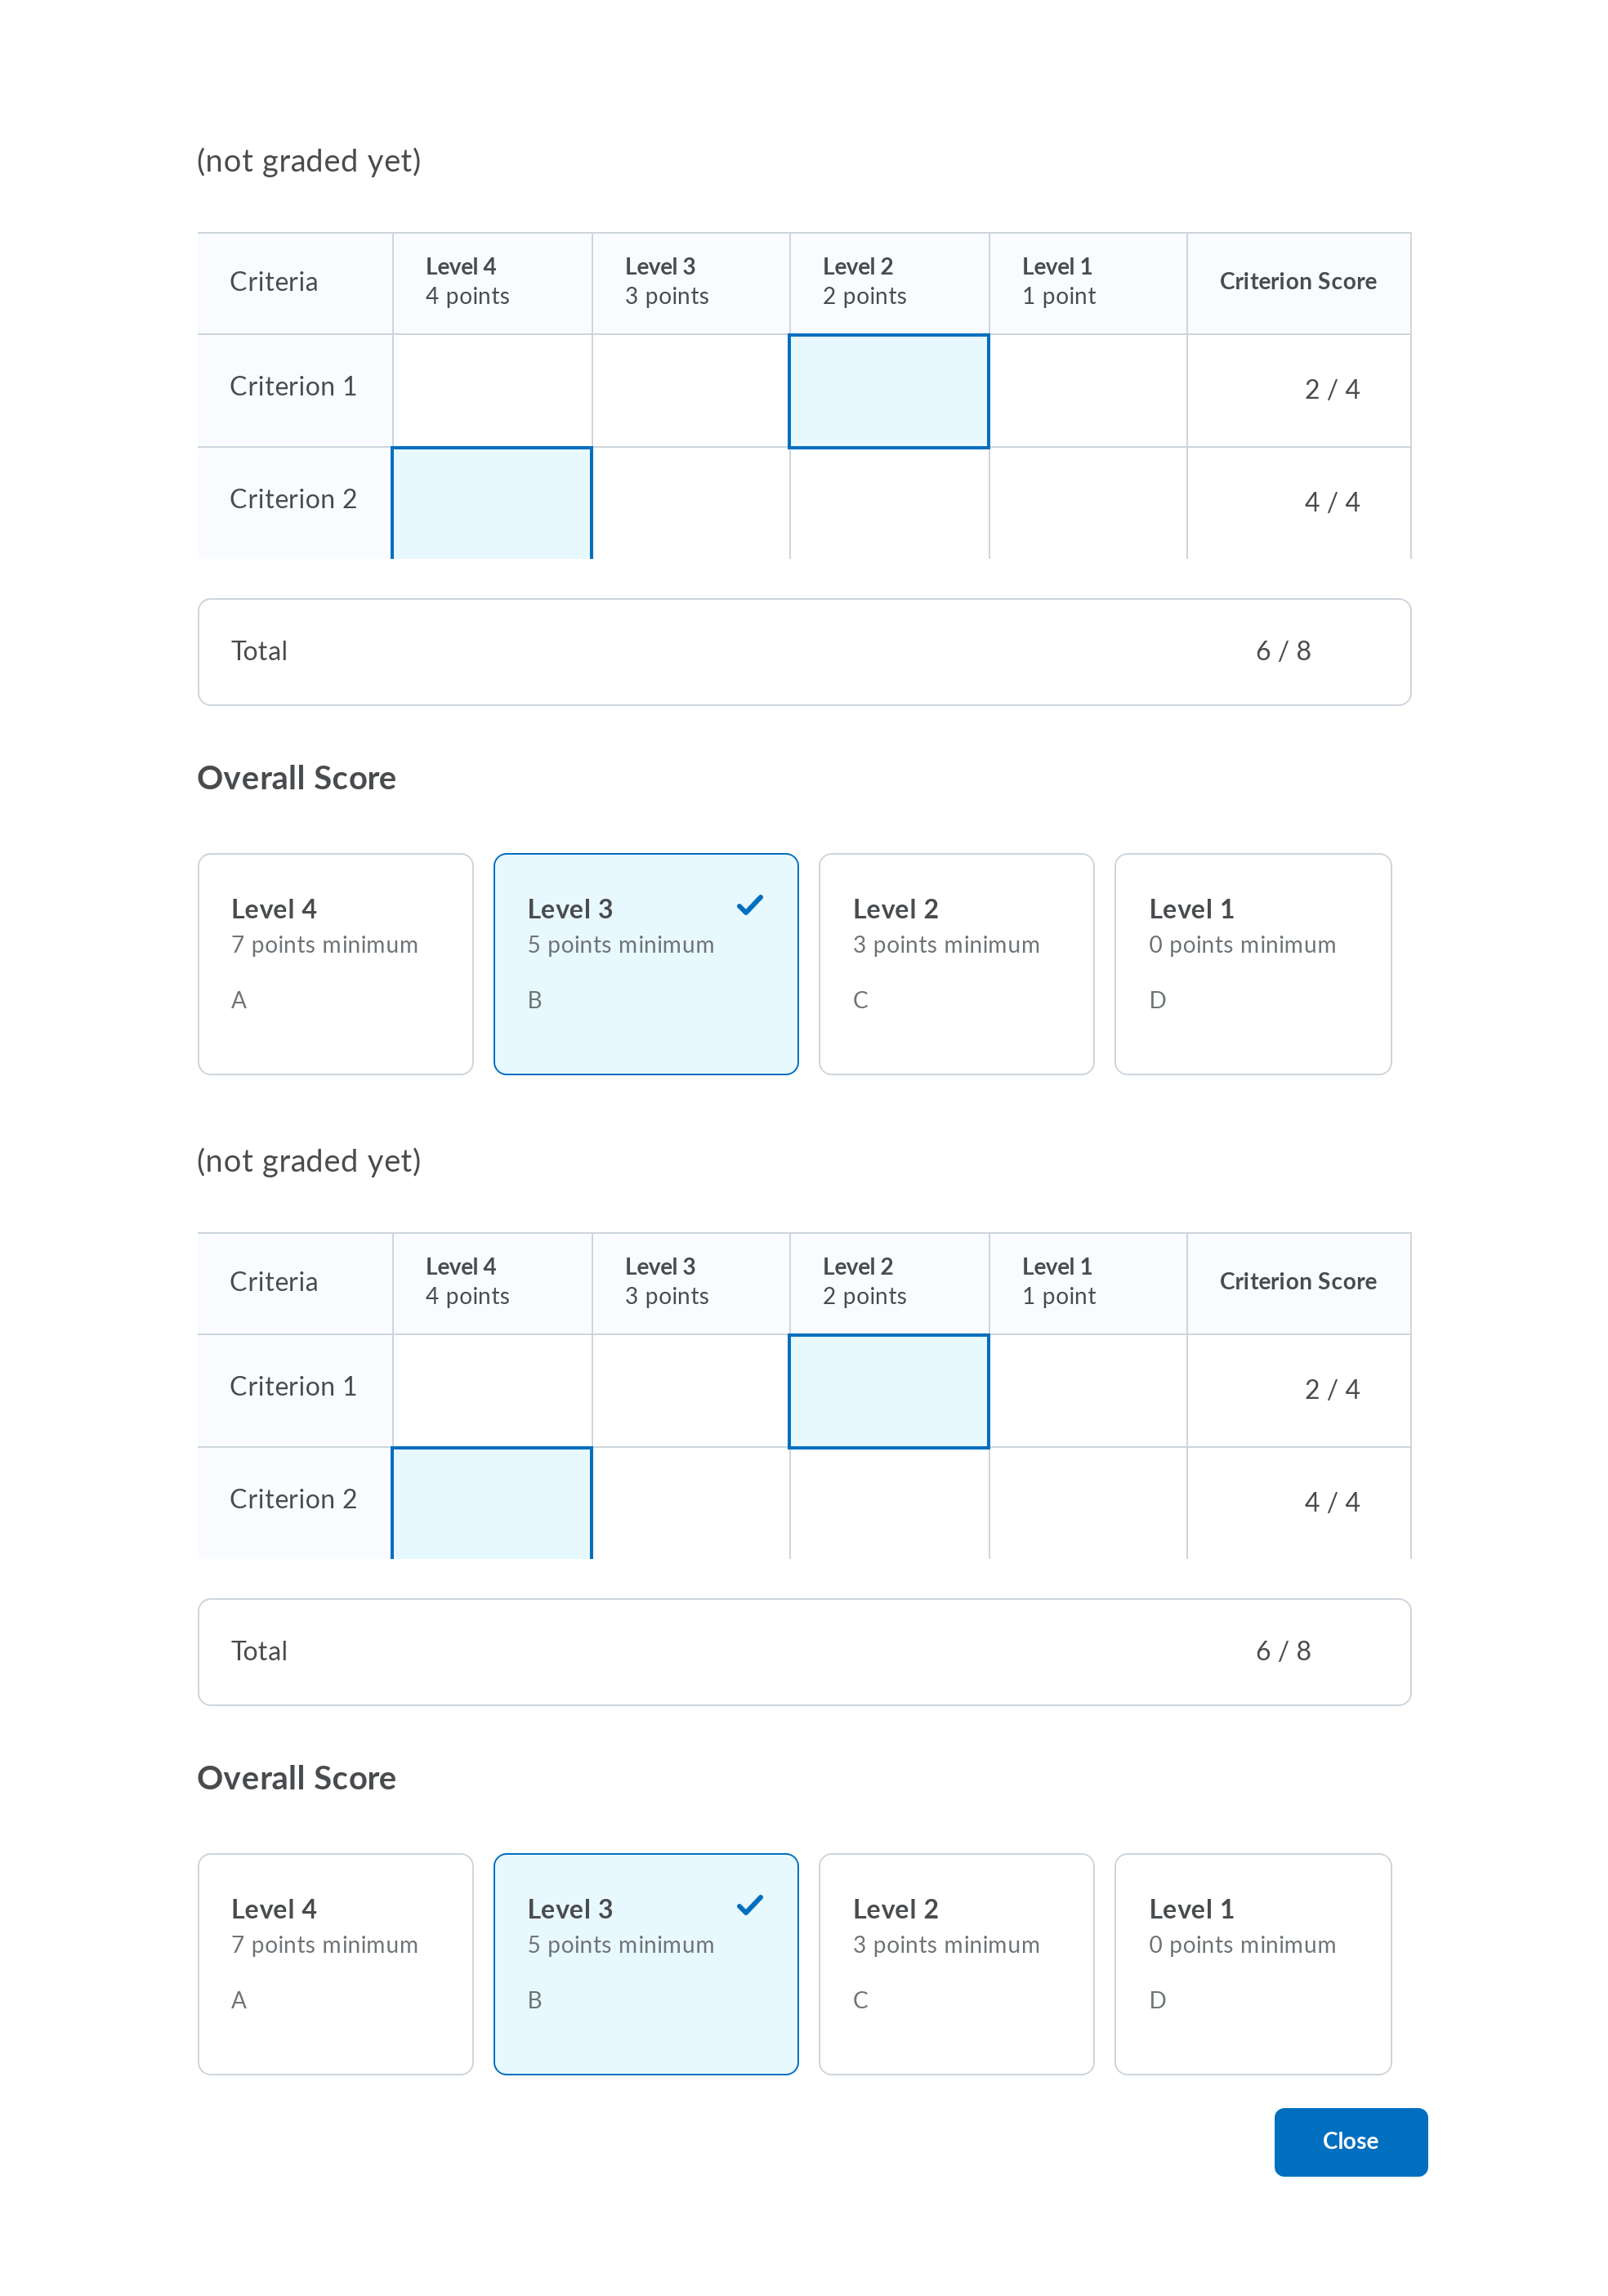 (not graded yet)
Criteria Level 4 Level 3 Level 2 Level 1 Criterion Score
4 points 3 points 2 points 1 point
Criterion 1 2 / 4
Criterion 2 4 / 4
Total 6 / 8
Overall Score
Level 4 Level 3 Level 2 Level 1
7 points minimum 5 points minimum 3 points minimum 0 points minimum
A B C D
(not graded yet)
Criteria Level 4 Level 3 Level 2 Level 1 Criterion Score
4 points 3 points 2 points 1 point
Criterion 1 2 / 4
Criterion 2 4 / 4
Total 6 / 8
Overall Score
Level 4 Level 3 Level 2 Level 1
7 points minimum 5 points minimum 3 points minimum 0 points minimum
A B C D
Close